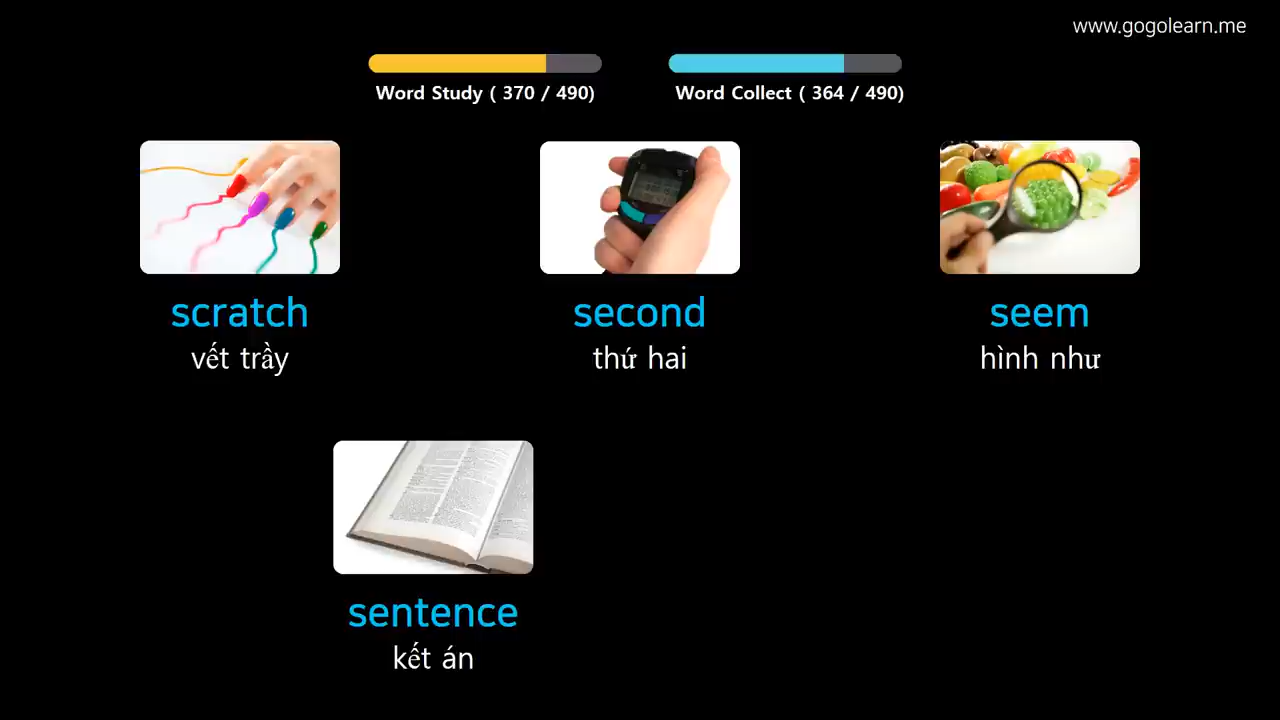 www.gogolearn.me
Word Study ( 370 / 490)
Word Collect ( 364 / 490)
scratch
vết trầy
second
thứ hai
seem
hình như
sentence
kết án